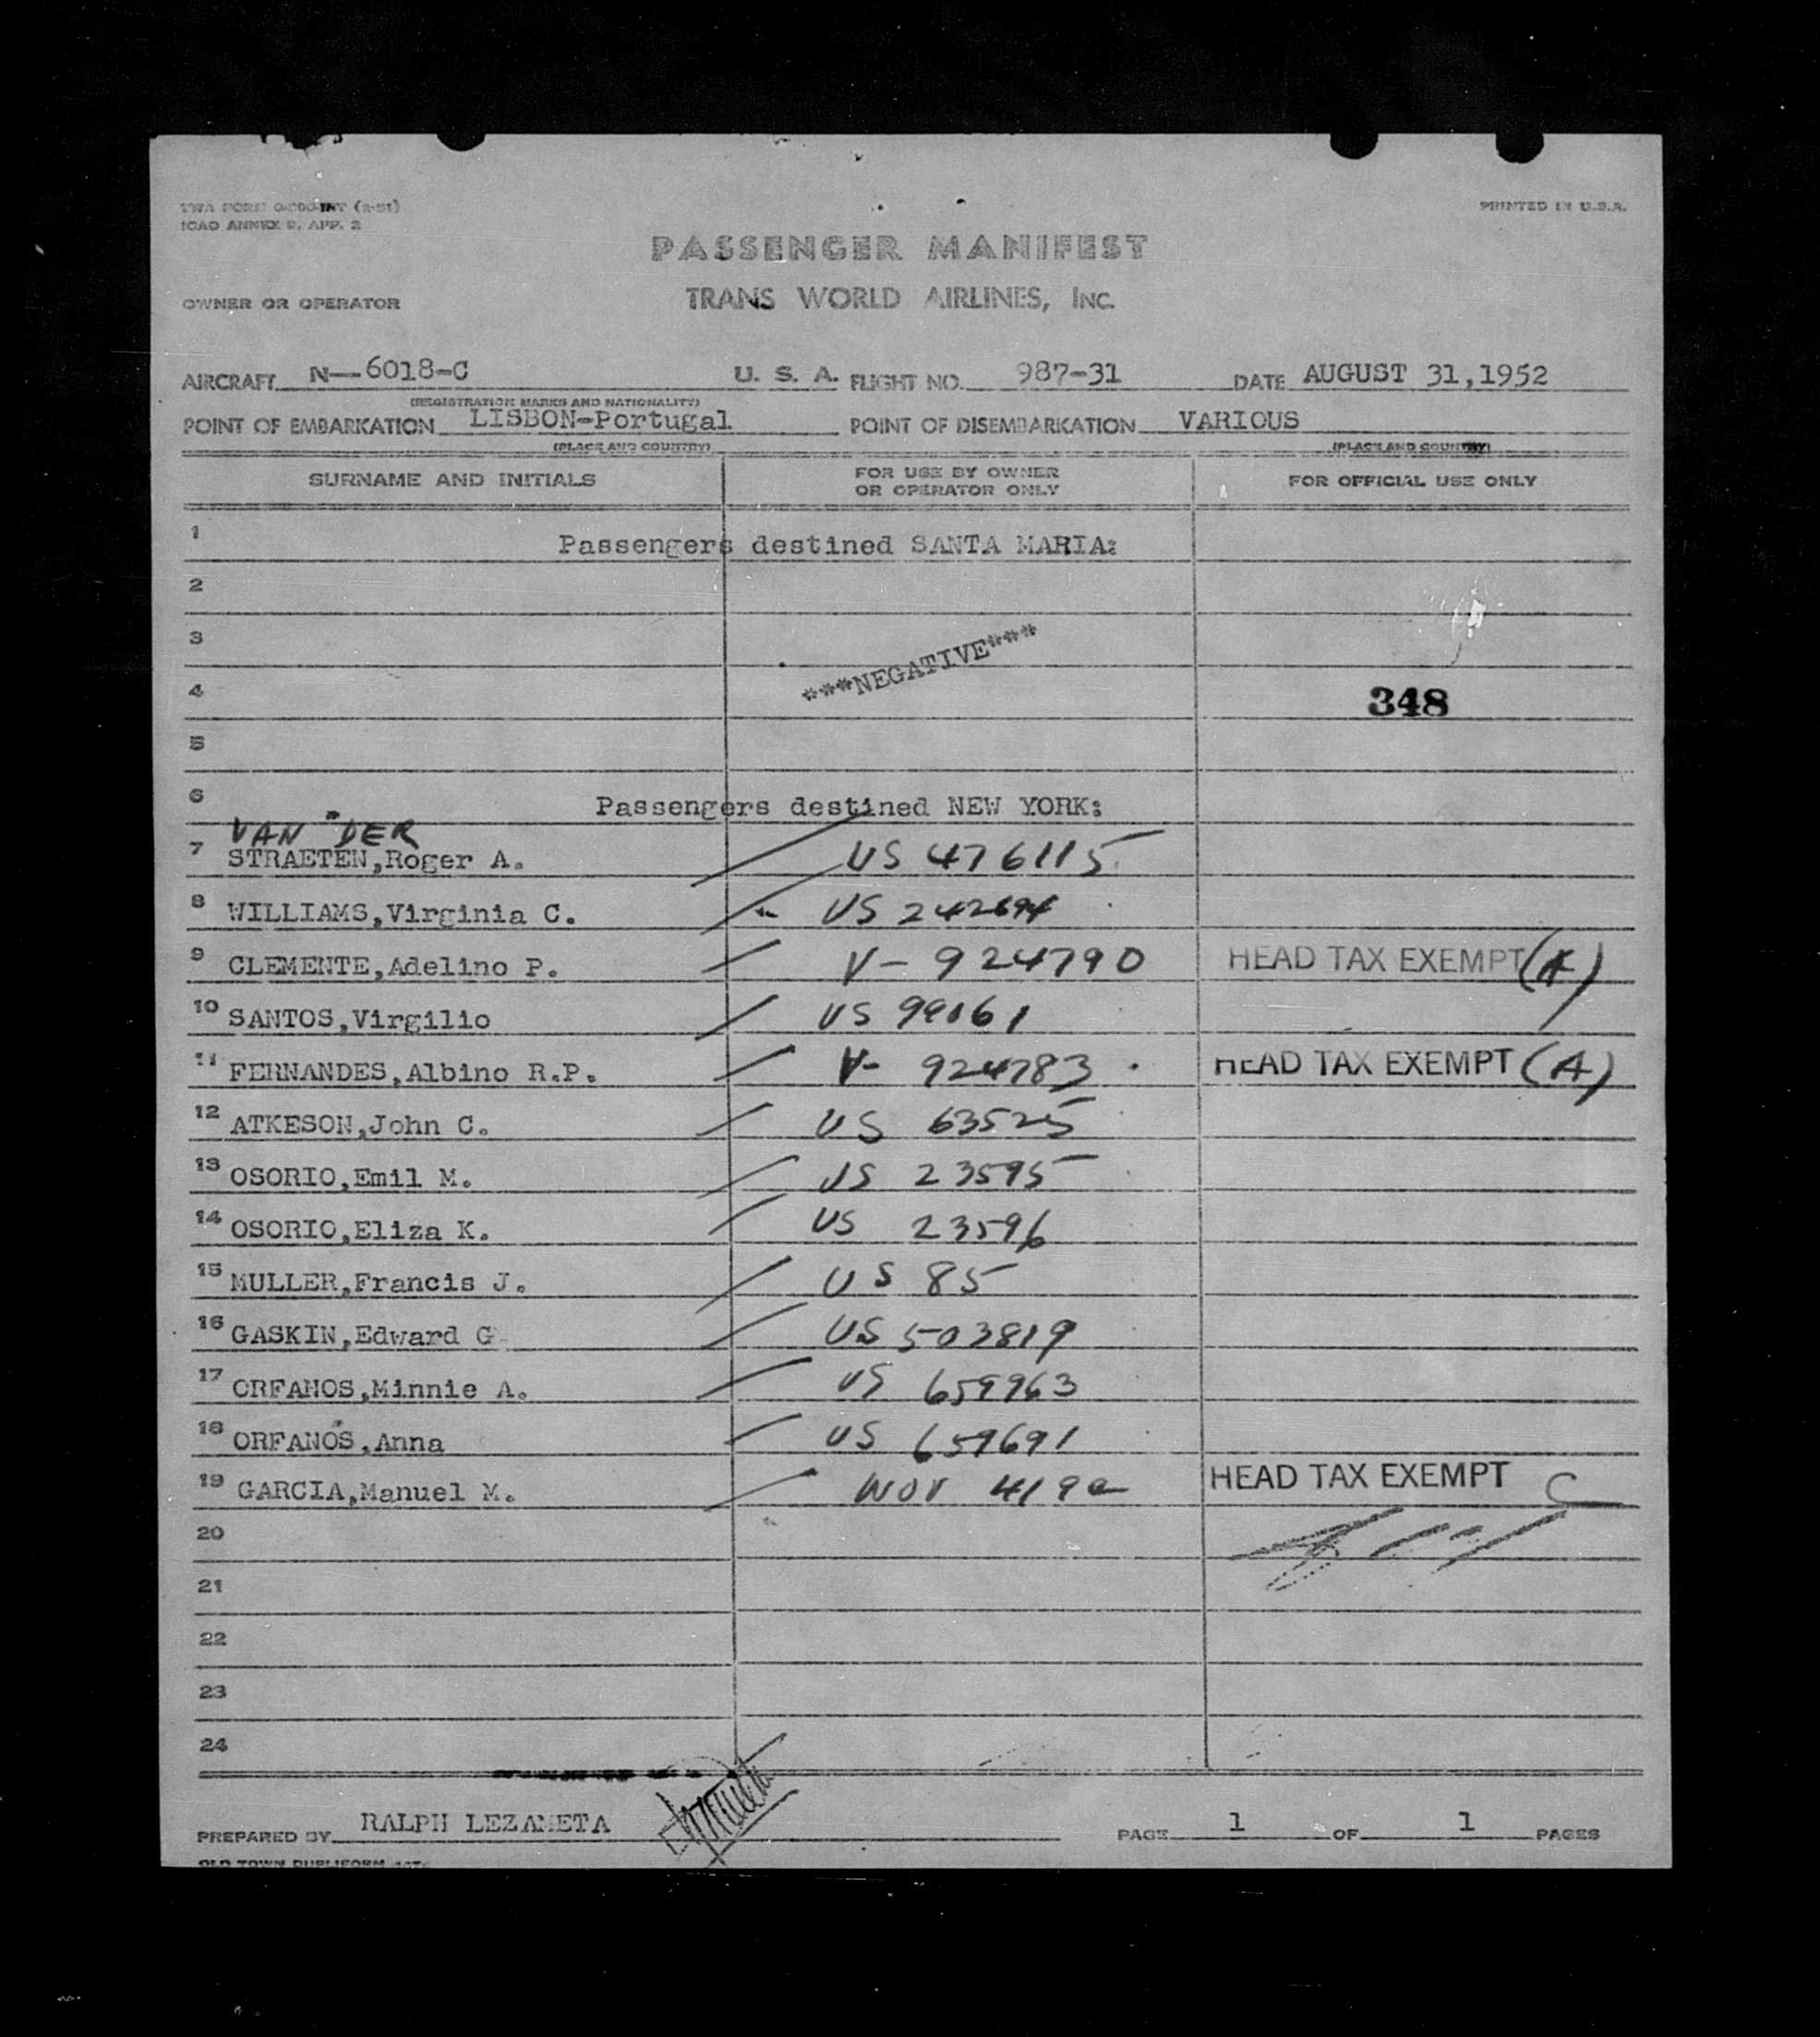 ICAO ANNEX 9, APP. 2
PRINTED IN U.S.A.
PASSENGER MANIFEST
OWNER OR OPERATOR TRANS WORLD AIRLINES, INC.
AIRCRAFT N--6018-C U. S. A. FLIGHT NO. 987-31 DATE AUGUST 31,1952
(REGISTRATION MARKS AND NATIONALITY)
POINT OF EMBARKATION LISBON-Portugal POINT OF DISEMBARKATION VARIOUS
(PLACE AND COUNTRY) (PLACE AND COUNTRY)
SURNAME AND INITIALS FOR USE BY OWNER OR OPERATOR ONLY FOR OFFICIAL USE ONLY
1 Passengers destined SANTA MARIA:
2
3
***NEGATIVE***
4 348
5
6 Passengers destined NEW YORK:
VAN DER
7 STRAETEN,Roger A. US 476115
8 WILLIAMS,Virginia C. US 242694
9 CLEMENTE,Adelino P. V- 924790 HEAD TAX EXEMPT (A)
10 SANTOS,Virgilio US 99161
11 FERNANDES,Albino R.P. V- 924783 HEAD TAX EXEMPT (A)
12 ATKESON,John C. US 63525
13 OSORIO,Emil M. US 23595
14 OSORIO,Eliza K. US 23596
15 MULLER,Francis J. US 85
16 GASKIN,Edward G. US 503819
17 ORFANOS,Minnie A. US 659963
18 ORFANOS,Anna US 659691
19 GARCIA,Manuel M. HEAD TAX EXEMPT C
20
21
22
23
24
PREPARED BY RALPH LEZAMETA PAGE 1 OF 1 PAGES